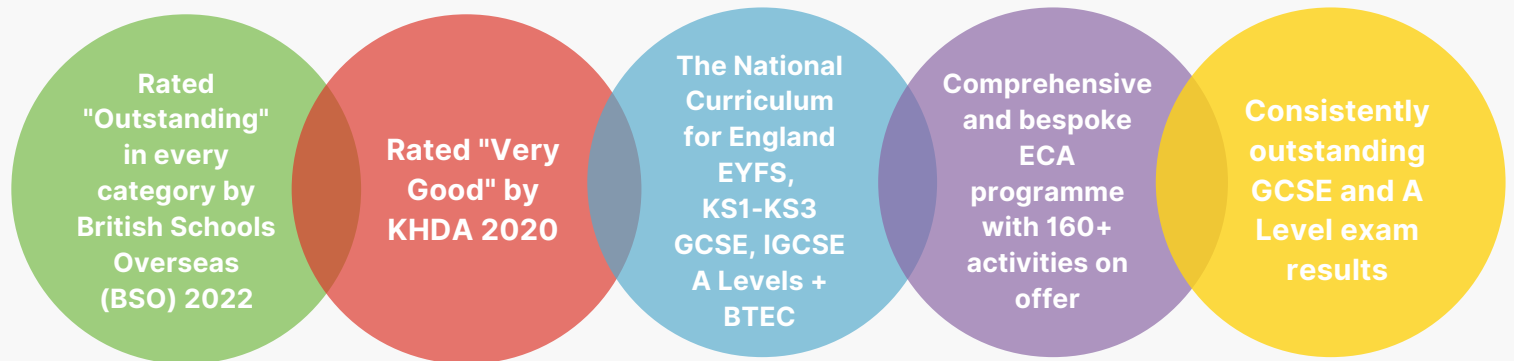 Rated
"Outstanding"
in every
category by
British Schools
Overseas
(BSO) 2022
Rated "Very
Good" by
KHDA 2020
The National
Curriculum
for England
EYFS,
KS1-KS3
GCSE, IGCSE
A Levels +
BTEC
Comprehensive
and bespoke
ECA
programme
with 160+
activities on
offer
Consistently
outstanding
GCSE and A
Level exam
results